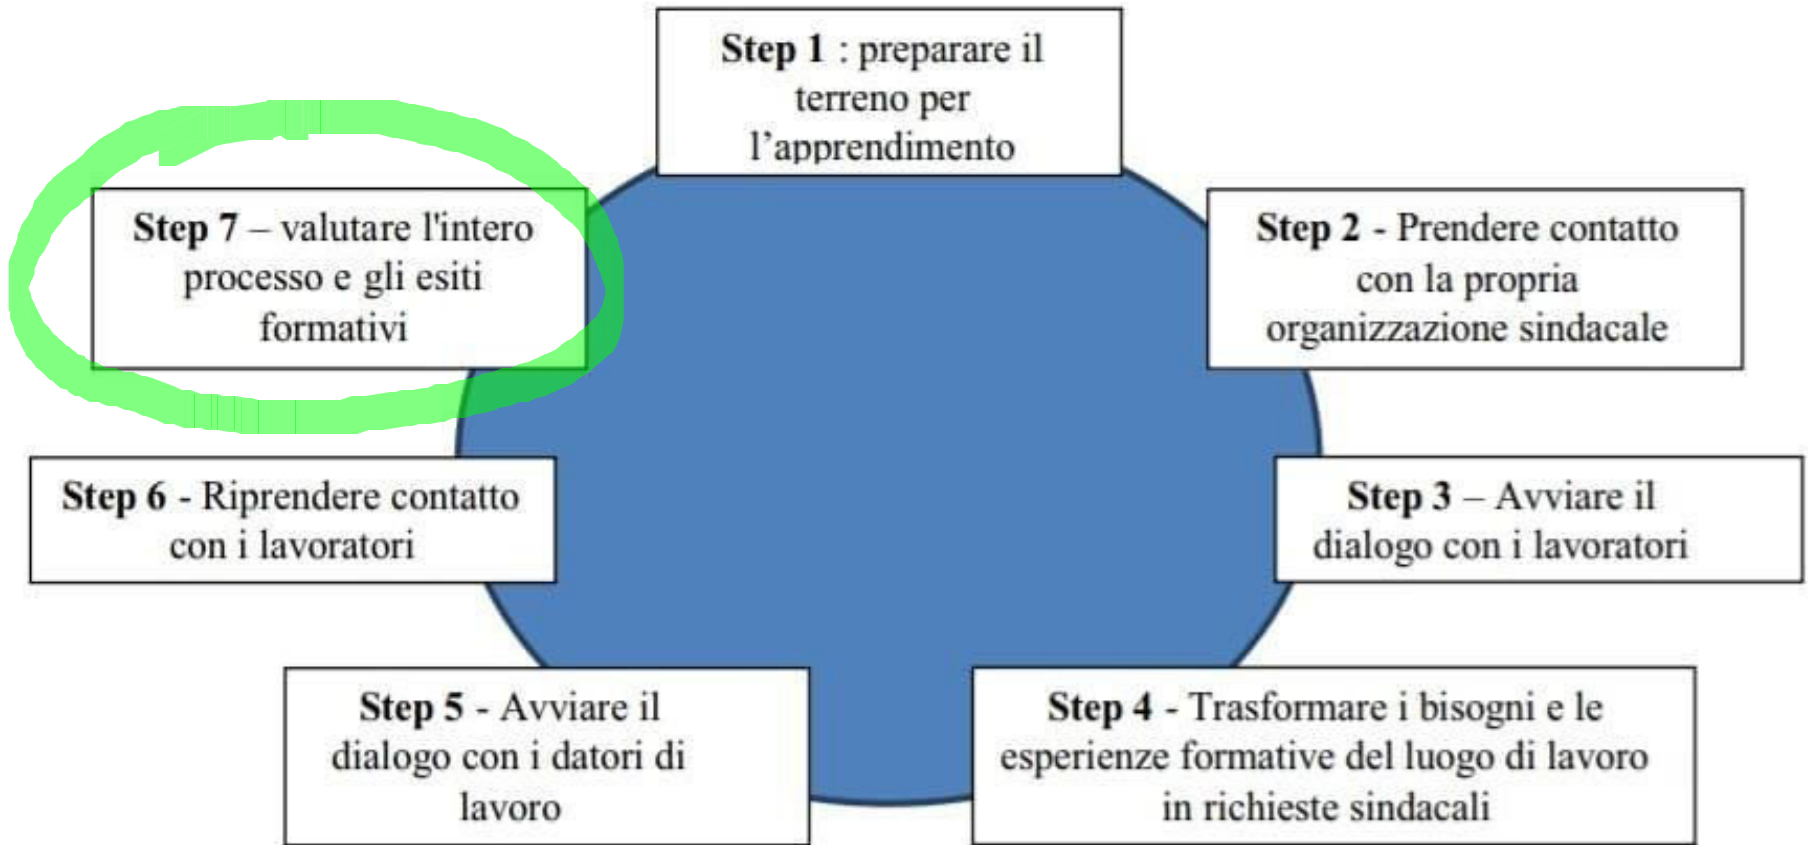 Step 1 : preparare il
terreno per
l’apprendimento
Step 2 - Prendere contatto
con la propria
organizzazione sindacale
Step 3 – Avviare il
dialogo con i lavoratori
Step 4 - Trasformare i bisogni e le
esperienze formative del luogo di lavoro
in richieste sindacali
Step 5 - Avviare il
dialogo con i datori di
lavoro
Step 6 - Riprendere contatto
con i lavoratori
Step 7 – valutare l'intero
processo e gli esiti
formativi